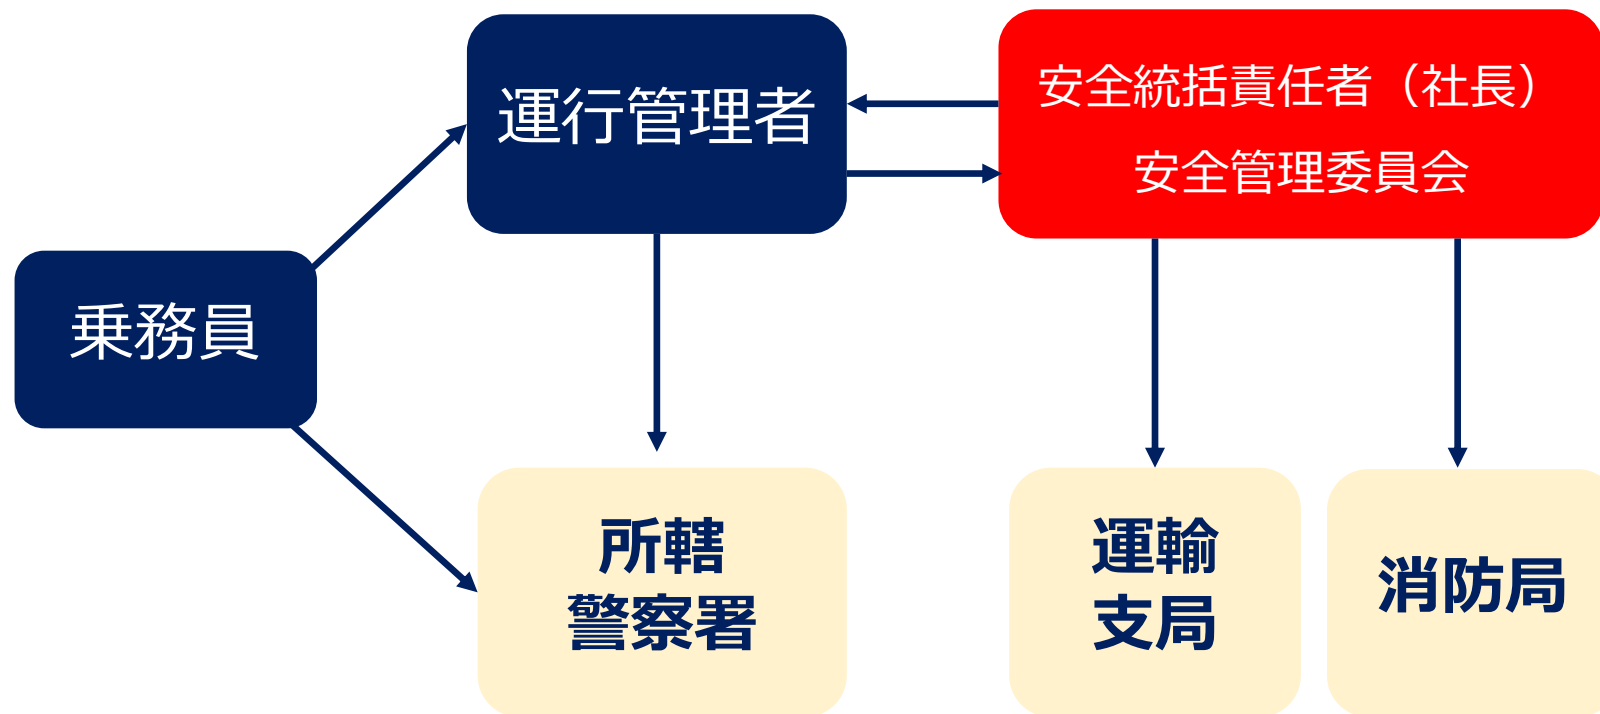 運行管理者
安全統括責任者（社長）
安全管理委員会
乗務員
所轄
警察署
運輸
支局
消防局